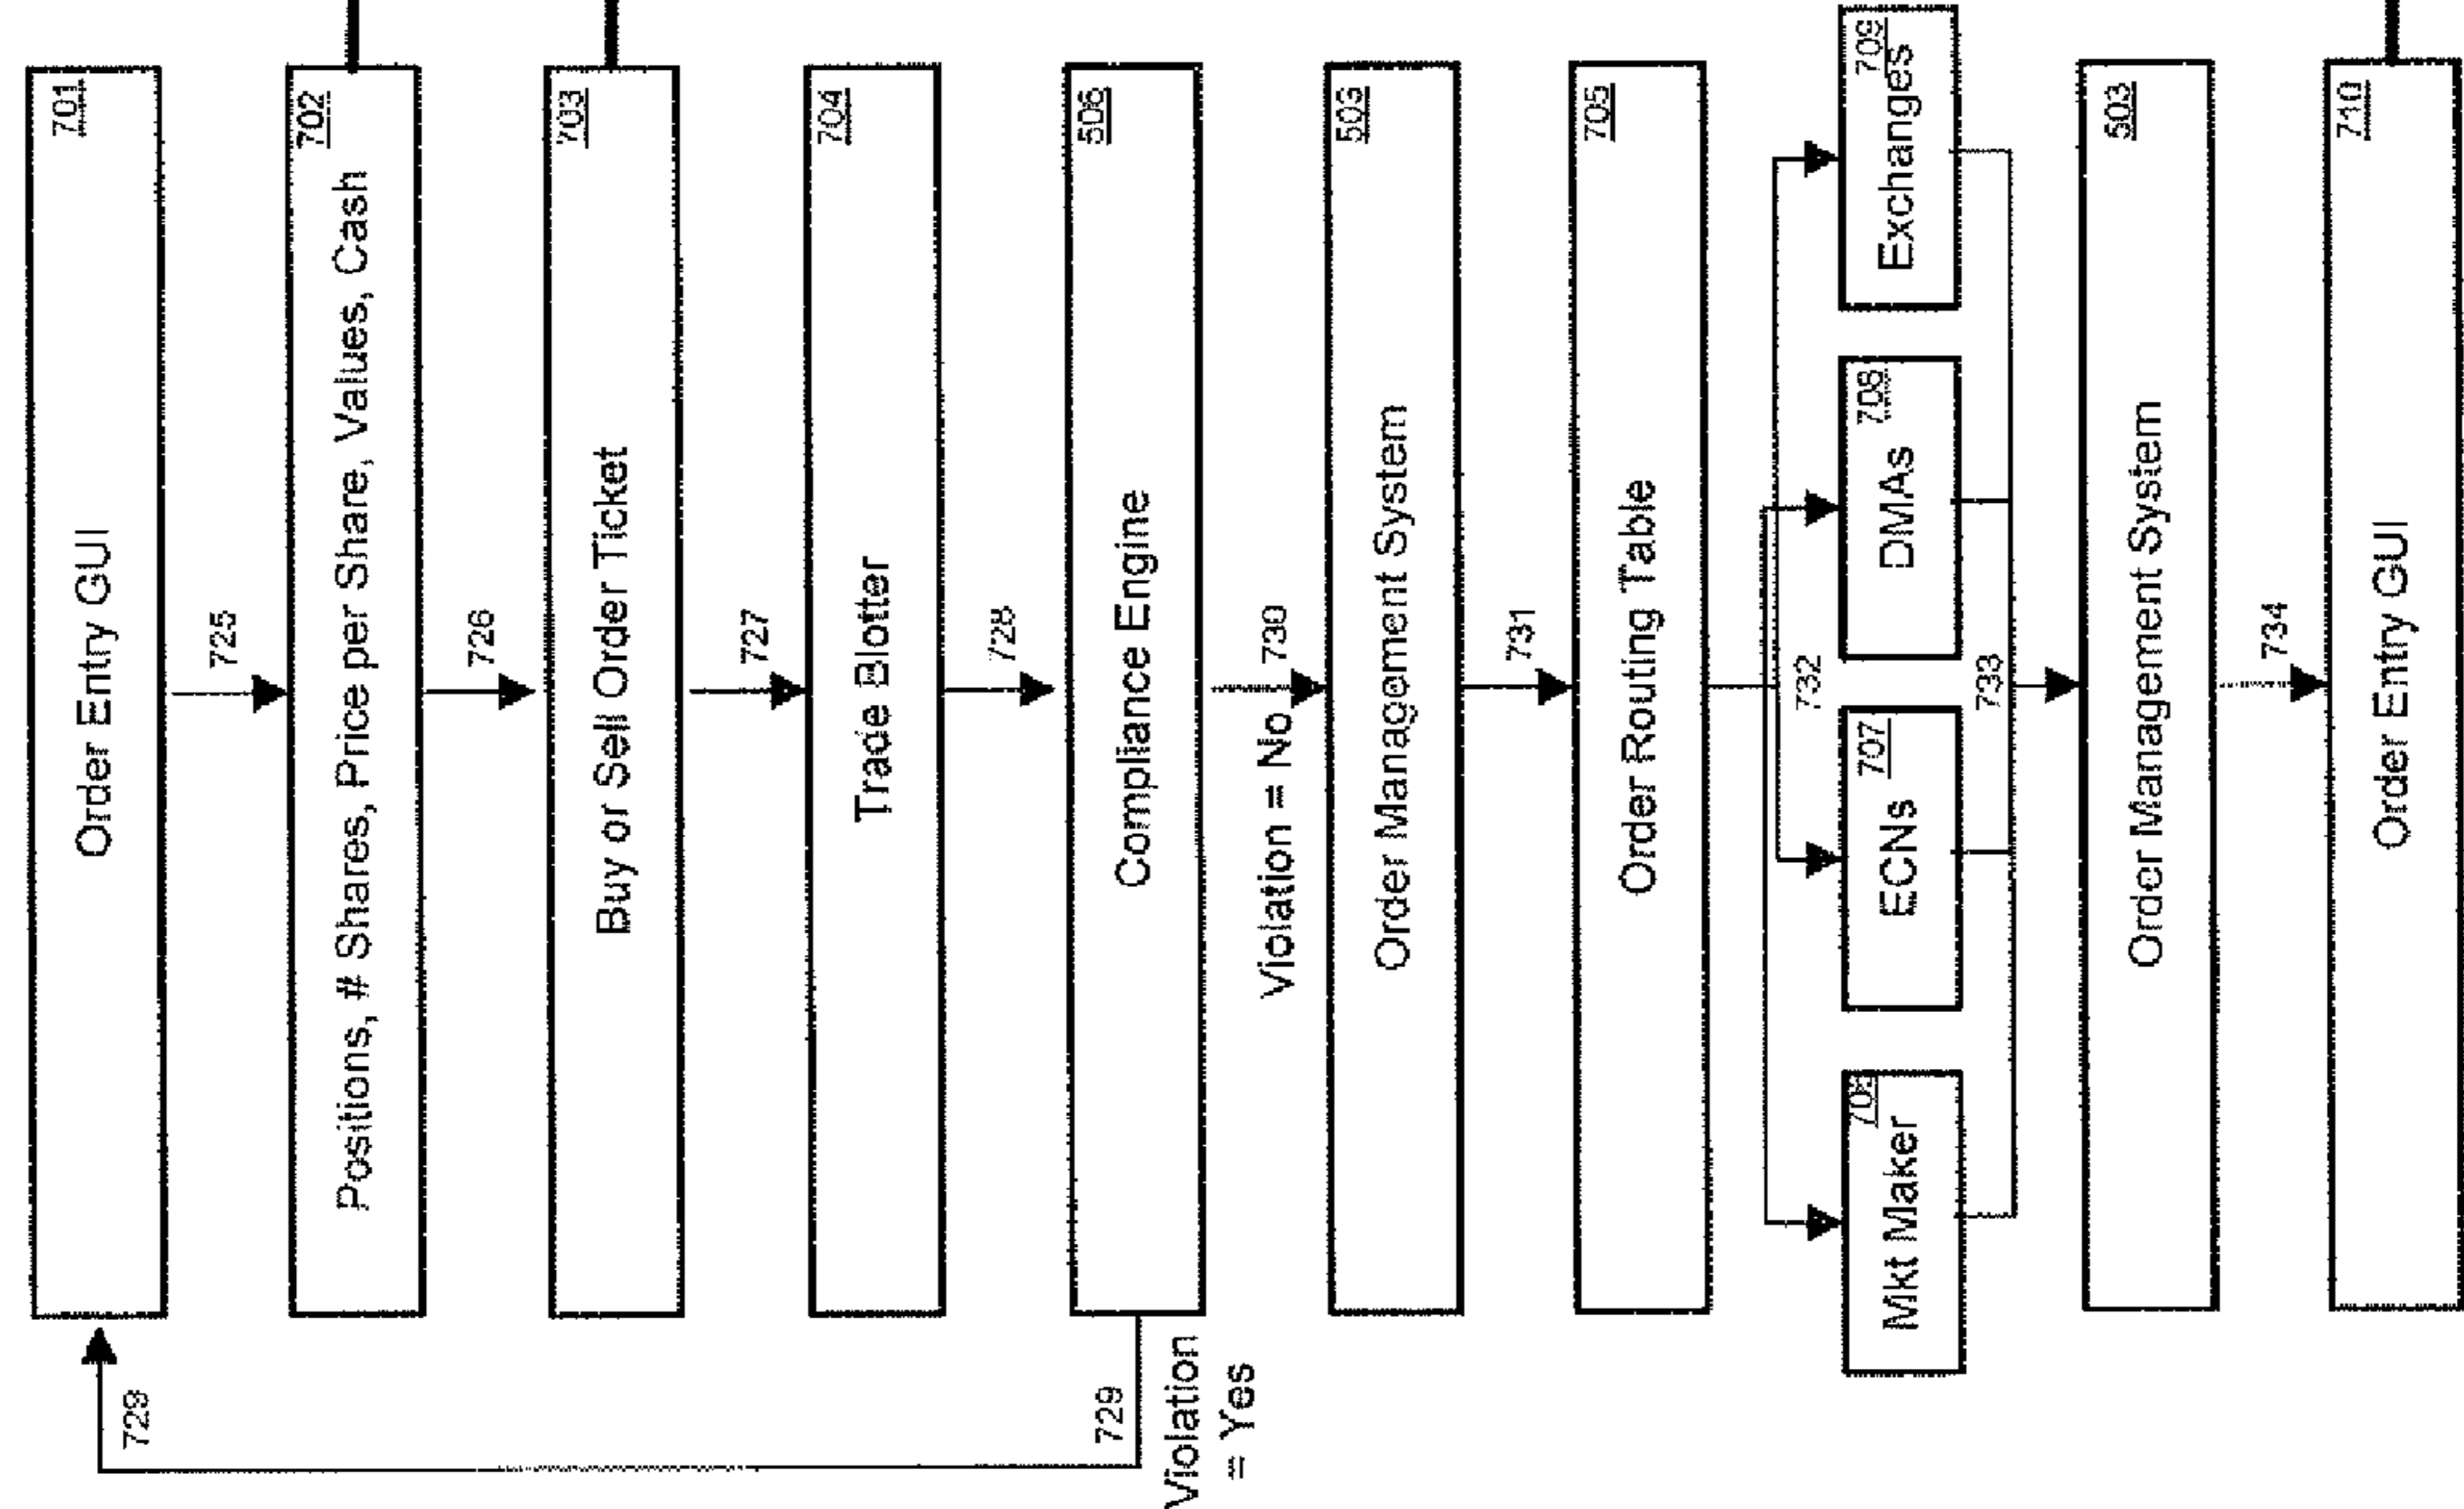 Order Entry GUI
701
725
Positions, # Shares, Price per Share, Values, Cash
702
726
Buy or Sell Order Ticket
703
727
Trade Blotter
704
728
Compliance Engine
506
729
729
Violation
= Yes
Violation = No
730
Order Management System
503
731
Order Routing Table
705
732
Mkt Maker
ECNs
707
DMAs
708
Exchanges
709
733
Order Management System
503
734
Order Entry GUI
710